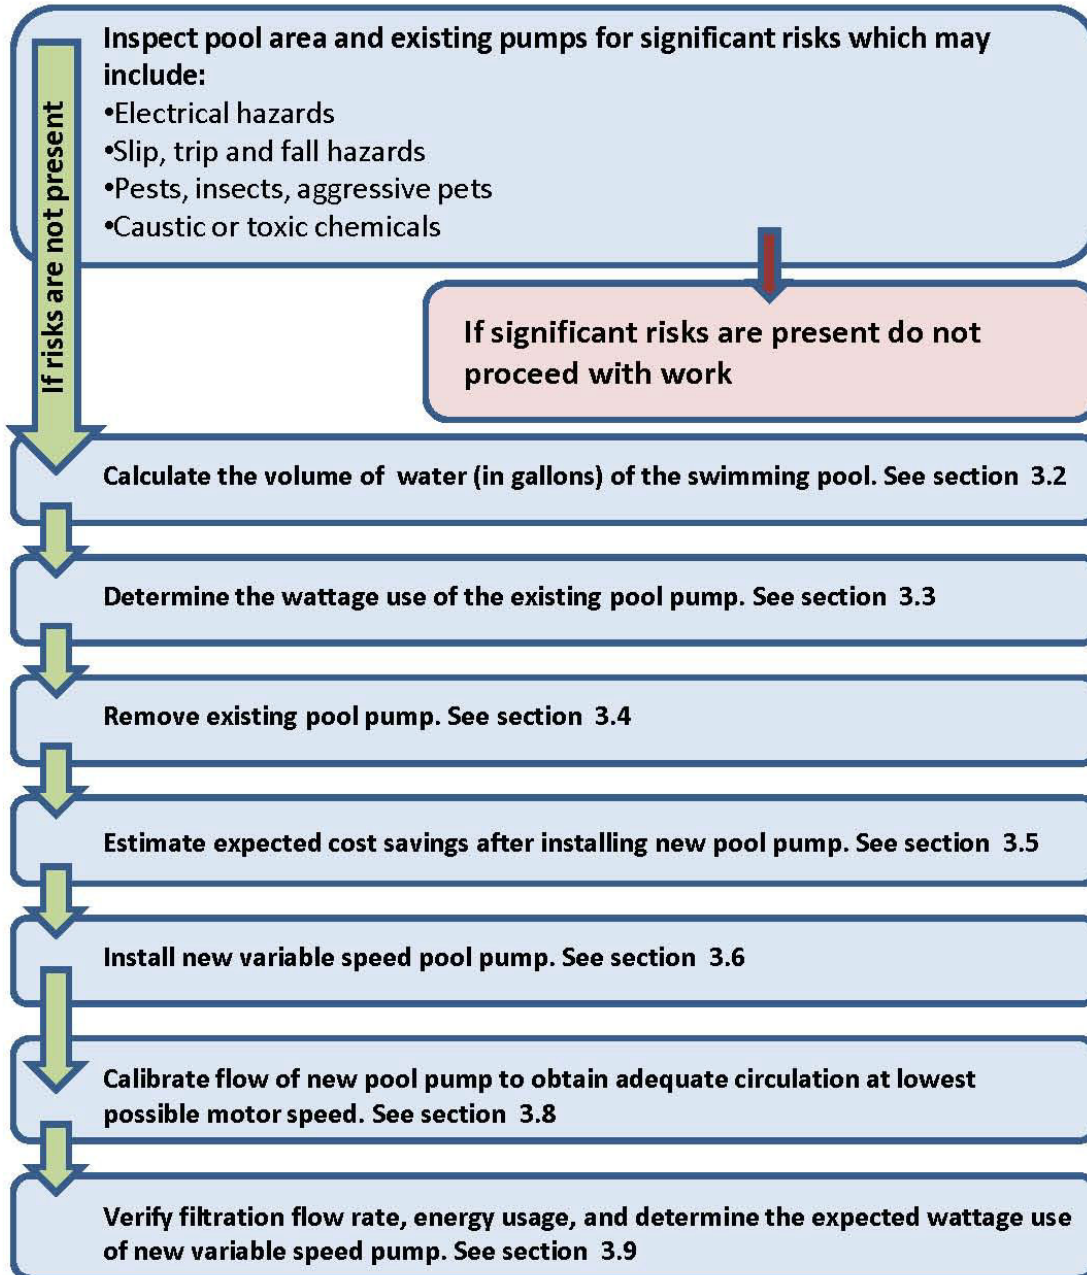 Inspect pool area and existing pumps for significant risks which may
include:
•Electrical hazards
•Slip, trip and fall hazards
•Pests, insects, aggressive pets
•Caustic or toxic chemicals
If risks are not present
If significant risks are present do not
proceed with work
Calculate the volume of water (in gallons) of the swimming pool. See section 3.2
Determine the wattage use of the existing pool pump. See section 3.3
Remove existing pool pump. See section 3.4
Estimate expected cost savings after installing new pool pump. See section 3.5
Install new variable speed pool pump. See section 3.6
Calibrate flow of new pool pump to obtain adequate circulation at lowest
possible motor speed. See section 3.8
Verify filtration flow rate, energy usage, and determine the expected wattage use
of new variable speed pump. See section 3.9